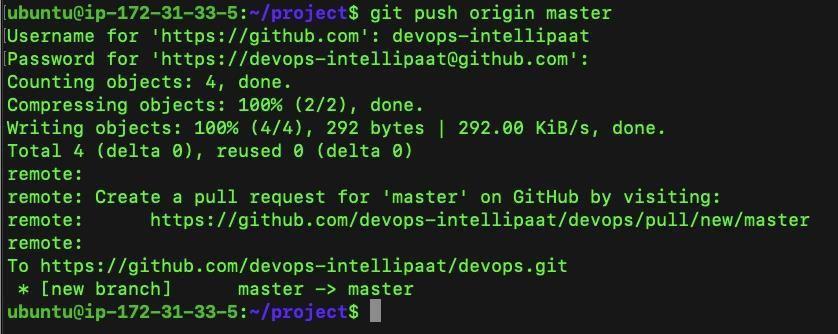 ubuntu@ip-172-31-33-5:~/project$ git push origin master
[Username for 'https://github.com': devops-intellipaat
[Password for 'https://devops-intellipaat@github.com':
Counting objects: 4, done.
Compressing objects: 100% (2/2), done.
Writing objects: 100% (4/4), 292 bytes | 292.00 KiB/s, done.
Total 4 (delta 0), reused 0 (delta 0)
remote:
remote: Create a pull request for 'master' on GitHub by visiting:
remote:      https://github.com/devops-intellipaat/devops/pull/new/master
remote:
To https://github.com/devops-intellipaat/devops.git
 * [new branch]      master -> master
ubuntu@ip-172-31-33-5:~/project$